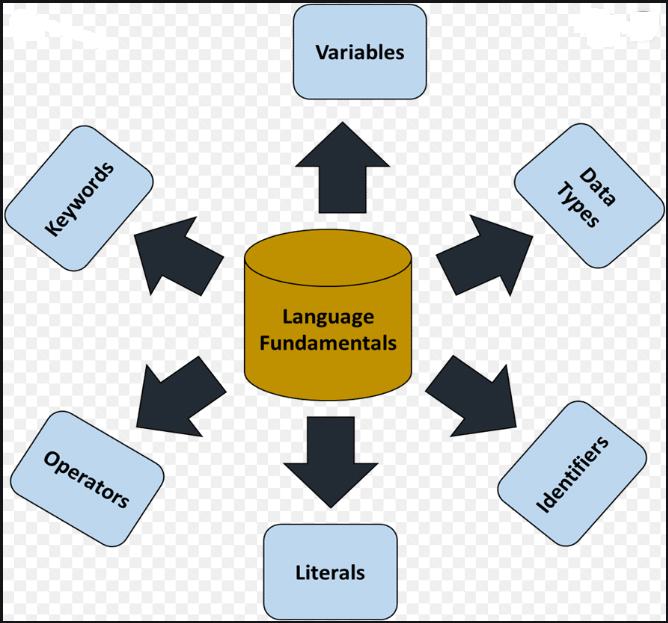 Variables
Keywords
Data
Types
Language
Fundamentals
Operators
Identifiers
Literals